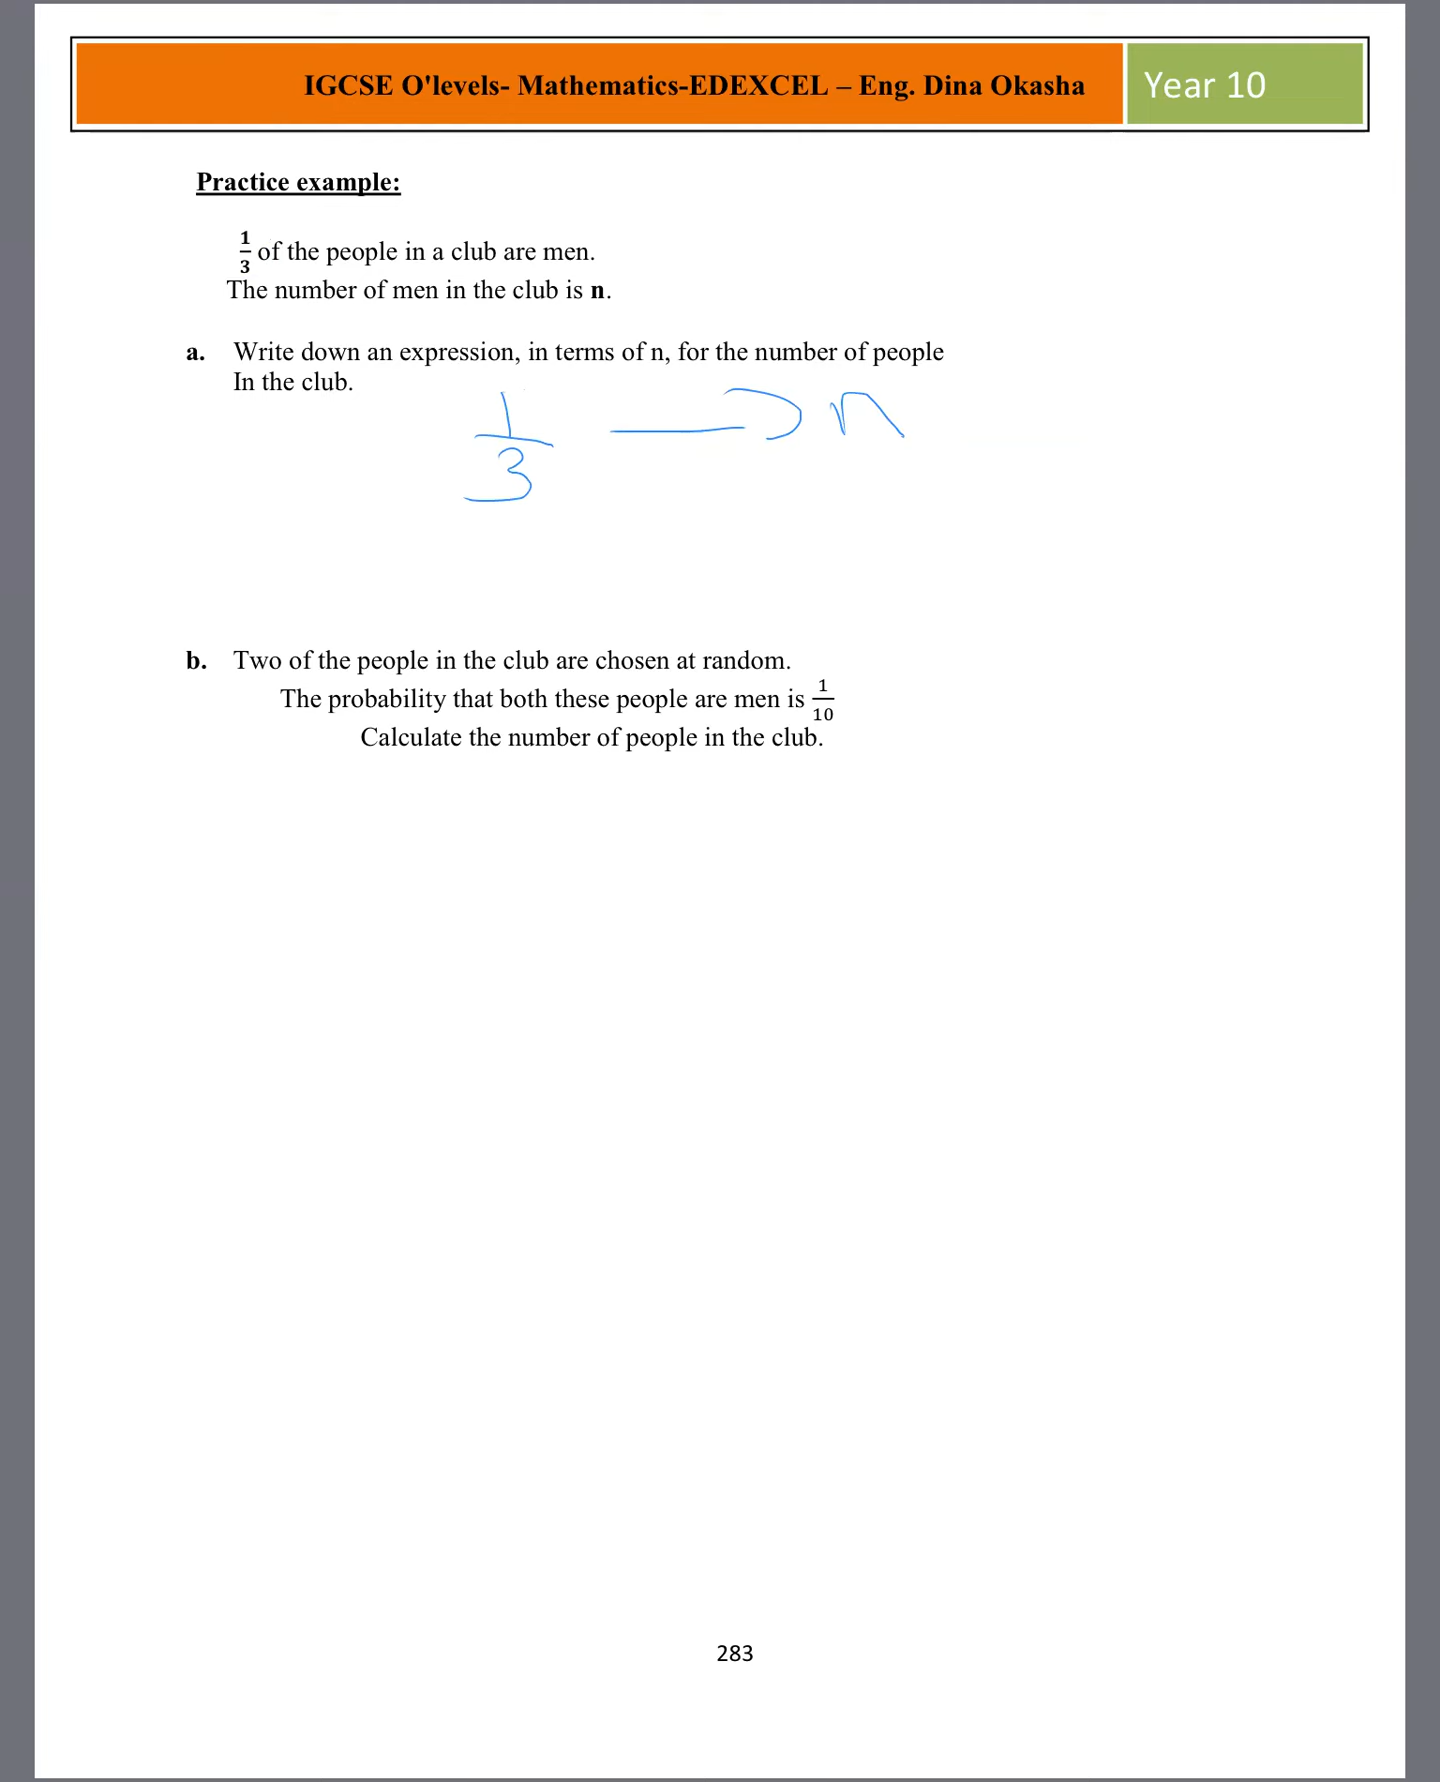 IGCSE O'levels- Mathematics-EDEXCEL – Eng. Dina Okasha Year 10
Practice example:
1/3 of the people in a club are men.
The number of men in the club is n.
a. Write down an expression, in terms of n, for the number of people
In the club.
1/3 → n
b. Two of the people in the club are chosen at random.
The probability that both these people are men is 1/10
Calculate the number of people in the club.
283